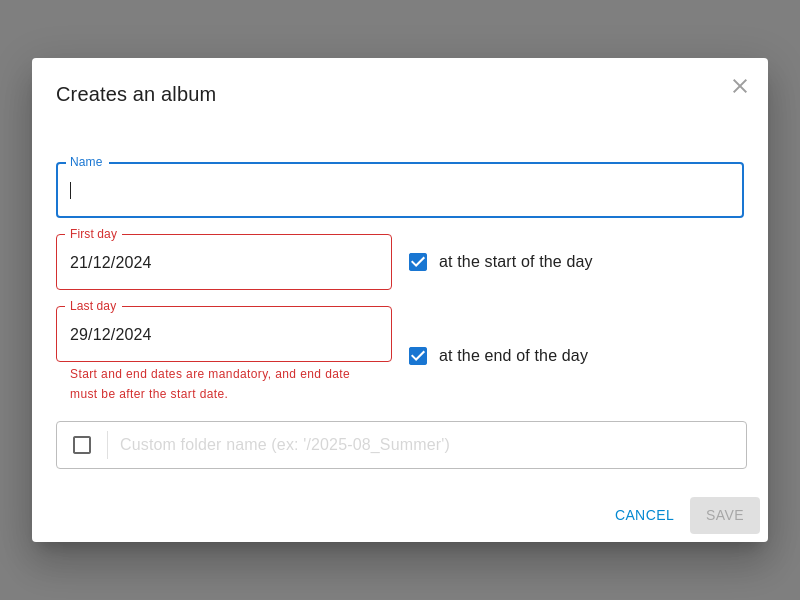 Creates an album
Name
First day
21/12/2024
at the start of the day
Last day
29/12/2024
at the end of the day
Start and end dates are mandatory, and end date
must be after the start date.
Custom folder name (ex: '/2025-08_Summer')
CANCEL
SAVE